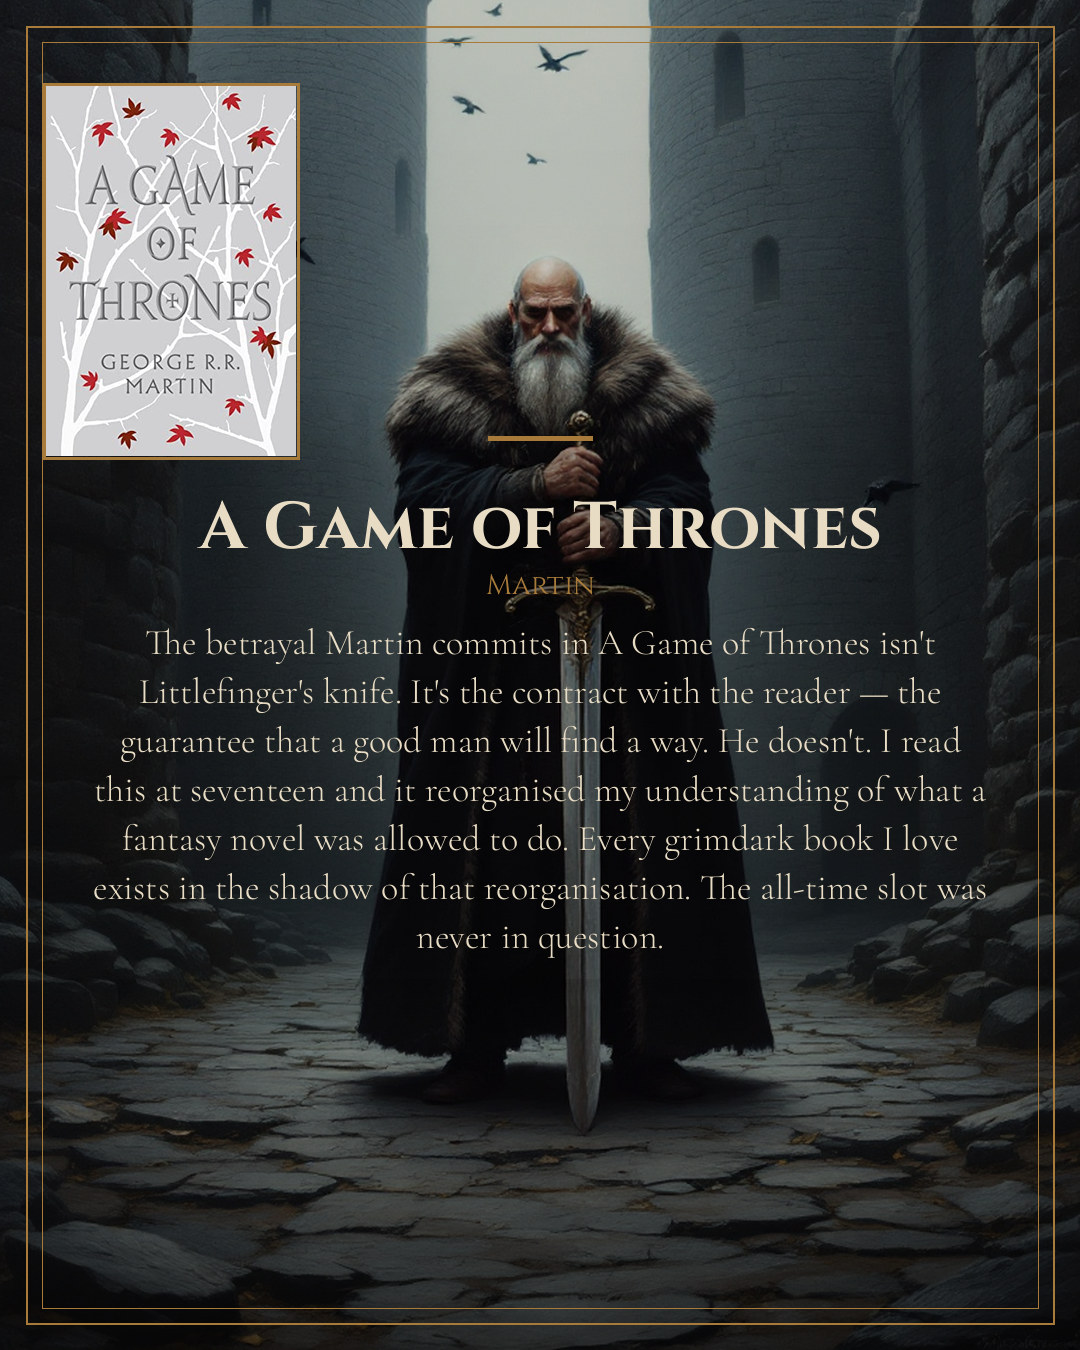 A GAME
OF
THRONES
GEORGE R.R.
MARTIN
A Game of Thrones
Martin
The betrayal Martin commits in A Game of Thrones isn't
Littlefinger's knife. It's the contract with the reader — the
guarantee that a good man will find a way. He doesn't. I read
this at seventeen and it reorganised my understanding of what a
fantasy novel was allowed to do. Every grimdark book I love
exists in the shadow of that reorganisation. The all-time slot was
never in question.